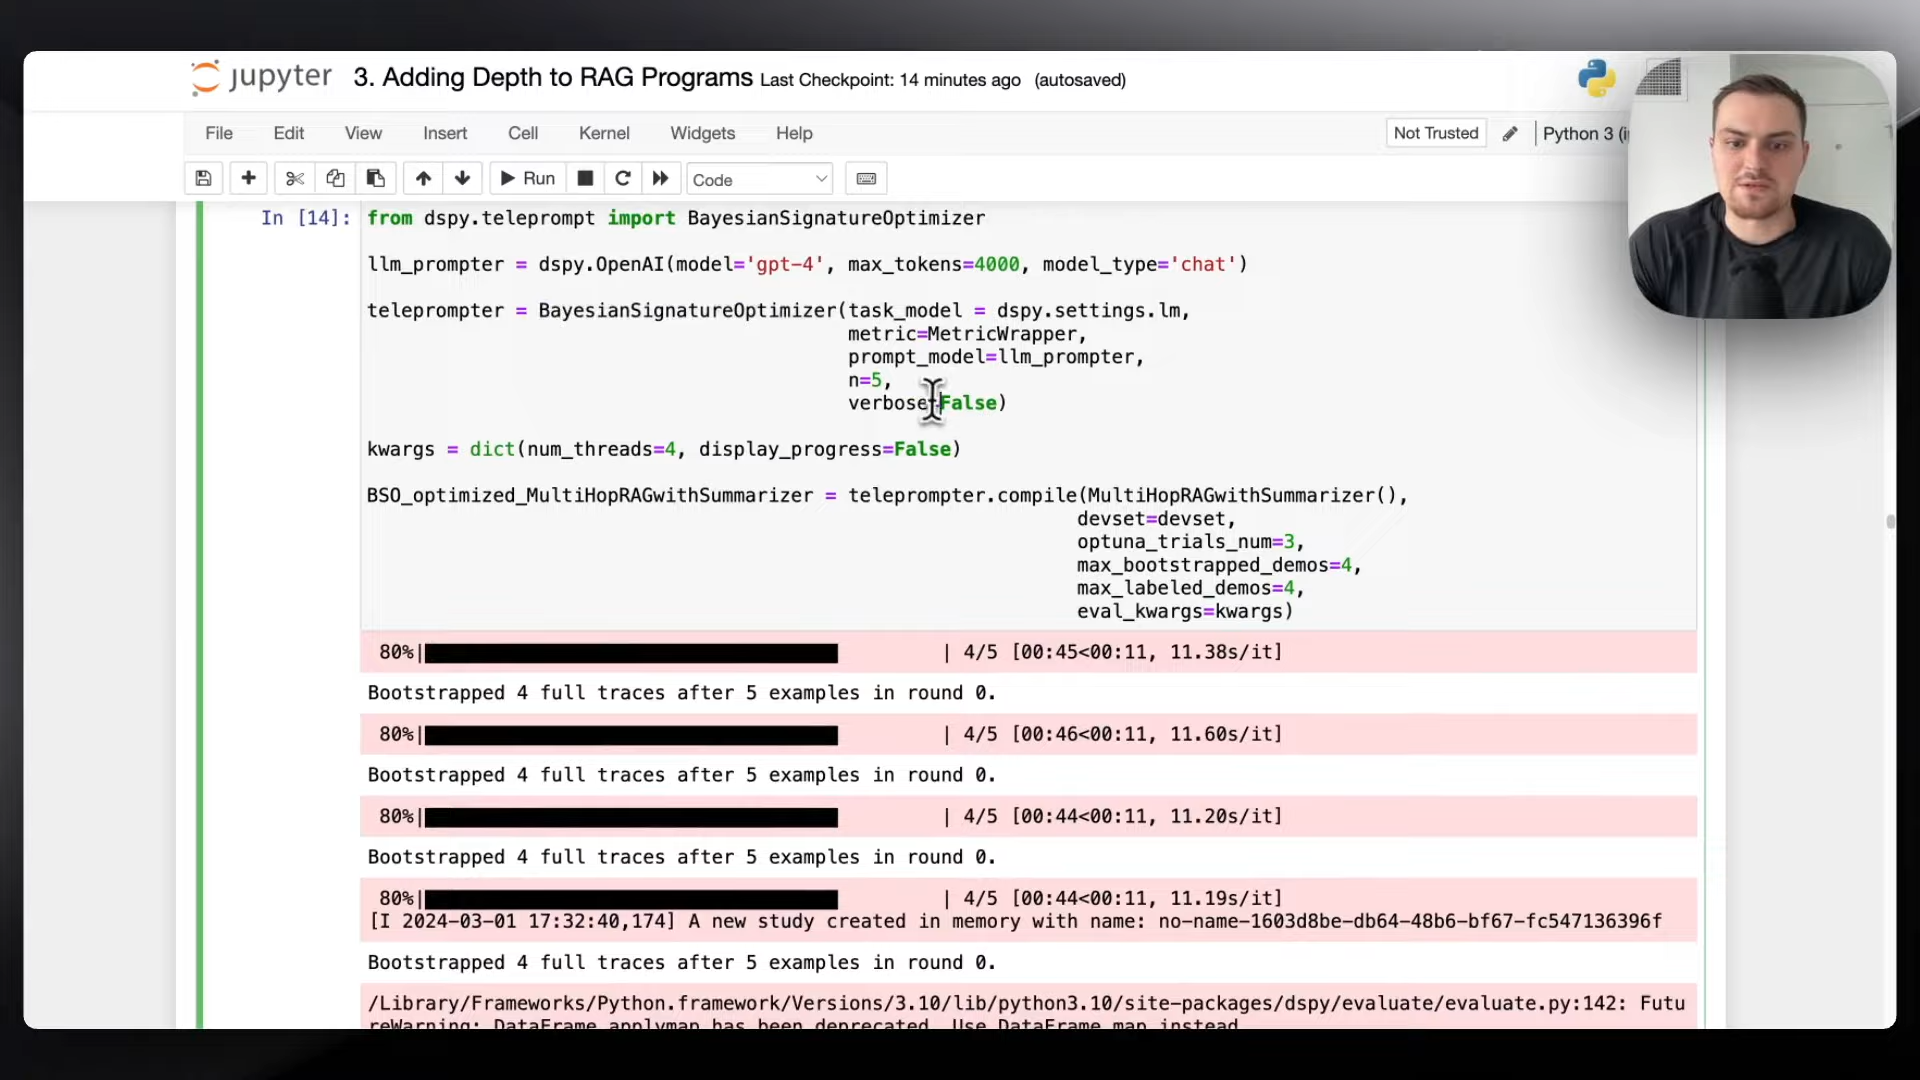 jupyter 3. Adding Depth to RAG Programs Last Checkpoint: 14 minutes ago (autosaved)
File Edit View Insert Cell Kernel Widgets Help Not Trusted Python 3 (i
Run Code
In [14]: from dspy.teleprompt import BayesianSignatureOptimizer
llm_prompter = dspy.OpenAI(model='gpt-4', max_tokens=4000, model_type='chat')
teleprompter = BayesianSignatureOptimizer(task_model = dspy.settings.lm,
metric=MetricWrapper,
prompt_model=llm_prompter,
n=5,
verbose=False)
kwargs = dict(num_threads=4, display_progress=False)
BSO_optimized_MultiHopRAGwithSummarizer = teleprompter.compile(MultiHopRAGwithSummarizer(),
devset=devset,
optuna_trials_num=3,
max_bootstrapped_demos=4,
max_labeled_demos=4,
eval_kwargs=kwargs)
80%| | 4/5 [00:45<00:11, 11.38s/it]
Bootstrapped 4 full traces after 5 examples in round 0.
80%| | 4/5 [00:46<00:11, 11.60s/it]
Bootstrapped 4 full traces after 5 examples in round 0.
80%| | 4/5 [00:44<00:11, 11.20s/it]
Bootstrapped 4 full traces after 5 examples in round 0.
80%| | 4/5 [00:44<00:11, 11.19s/it]
[I 2024-03-01 17:32:40,174] A new study created in memory with name: no-name-1603d8be-db64-48b6-bf67-fc547136396f
Bootstrapped 4 full traces after 5 examples in round 0.
/Library/Frameworks/Python.framework/Versions/3.10/lib/python3.10/site-packages/dspy/evaluate/evaluate.py:142: Futu
reWarning: DataFrame.applymap has been deprecated. Use DataFrame.map instead.